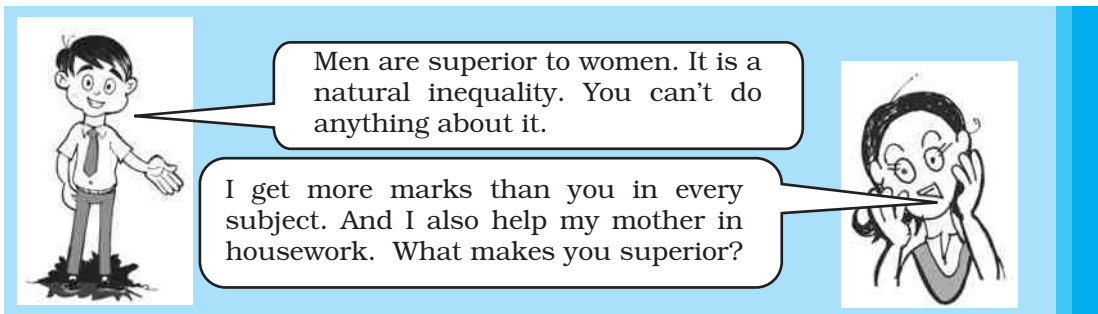 Men are superior to women. It is a
natural inequality. You can't do
anything about it.
I get more marks than you in every
subject. And I also help my mother in
housework. What makes you superior?